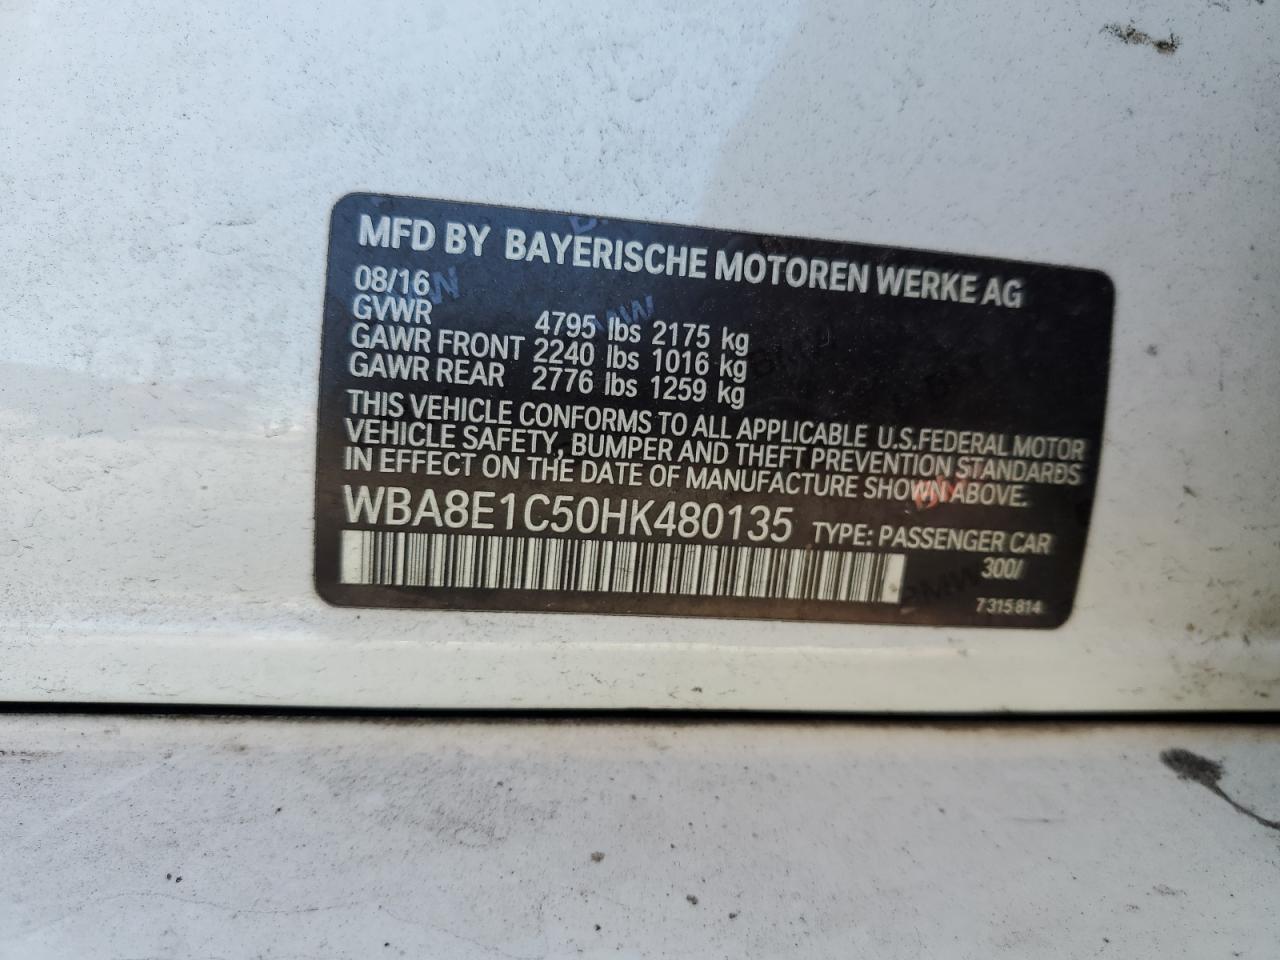 MFD BY BAYERISCHE MOTOREN WERKE AG
08/16
GVWR 4795 lbs 2175 kg
GAWR FRONT 2240 lbs 1016 kg
GAWR REAR 2776 lbs 1259 kg
THIS VEHICLE CONFORMS TO ALL APPLICABLE U.S.FEDERAL MOTOR
VEHICLE SAFETY, BUMPER AND THEFT PREVENTION STANDARDS
IN EFFECT ON THE DATE OF MANUFACTURE SHOWN ABOVE.
WBA8E1C50HK480135 TYPE: PASSENGER CAR
300/
7 315 814